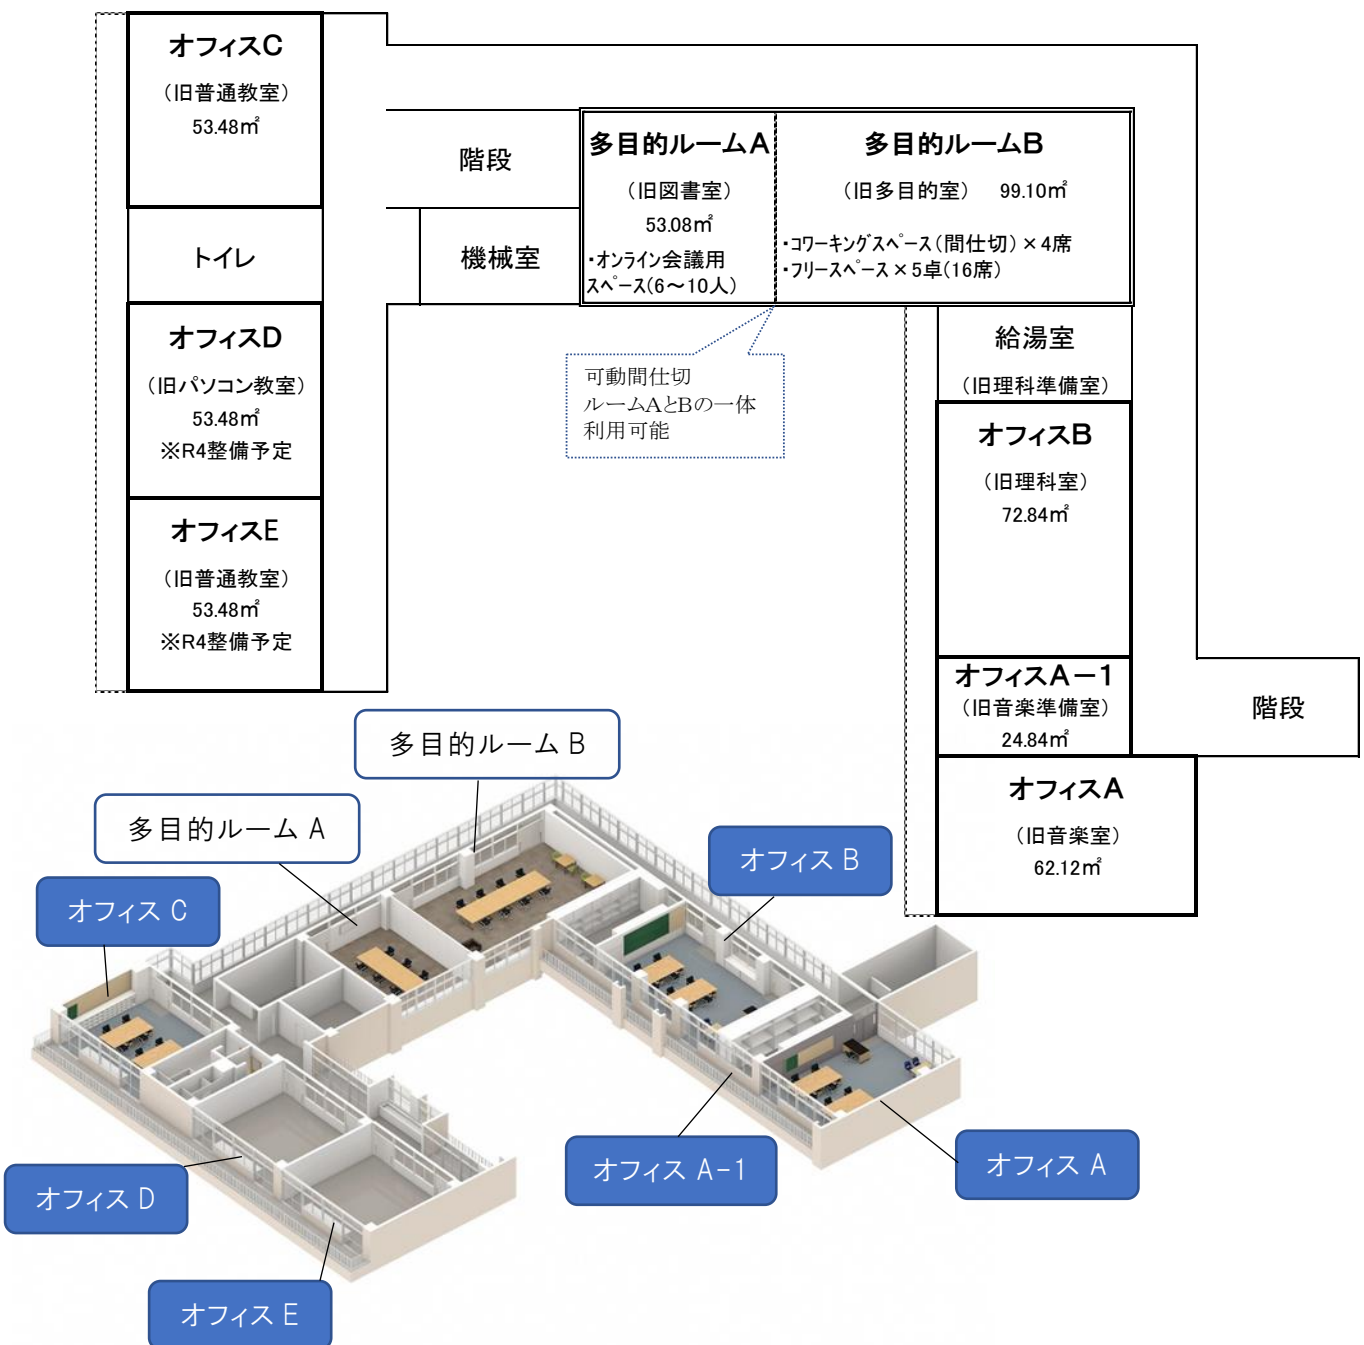 オフィスC
（旧普通教室）
53.48㎡
トイレ
オフィスD
（旧パソコン教室）
53.48㎡
※R4整備予定
オフィスE
（旧普通教室）
53.48㎡
※R4整備予定
階段
機械室
多目的ルームA
（旧図書室）
53.08㎡
・オンライン会議用
スペース(6～10人)
多目的ルームB
（旧多目的室）　99.10㎡
・コワーキングスペース（間仕切）×4席
・フリースペース×5卓(16席)
可動間仕切
ルームAとBの一体
利用可能
給湯室
（旧理科準備室）
オフィスB
（旧理科室）
72.84㎡
オフィスA－1
（旧音楽準備室）
24.84㎡
階段
オフィスA
（旧音楽室）
62.12㎡
多目的ルーム B
多目的ルーム A
オフィス B
オフィス C
オフィス A-1
オフィス A
オフィス D
オフィス E